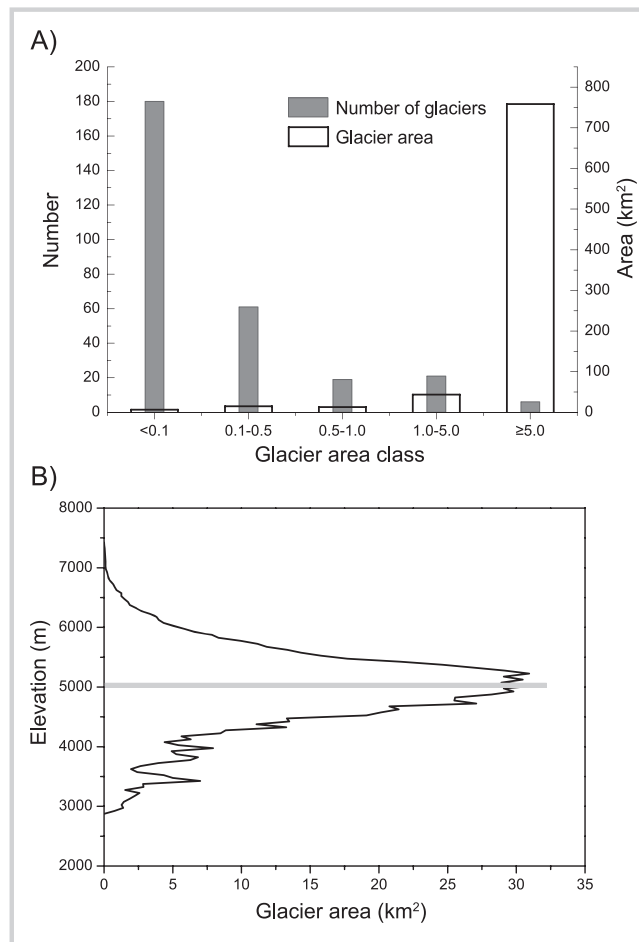 A)
200
180
160
140
120
100
80
60
40
20
0
Number
Number of glaciers
Glacier area
800
700
600
500
400
300
200
100
0
Area (km²)
<0.1 0.1-0.5 0.5-1.0 1.0-5.0 ≥5.0
Glacier area class
B)
8000
7000
6000
5000
4000
3000
2000
Elevation (m)
0 5 10 15 20 25 30 35
Glacier area (km²)